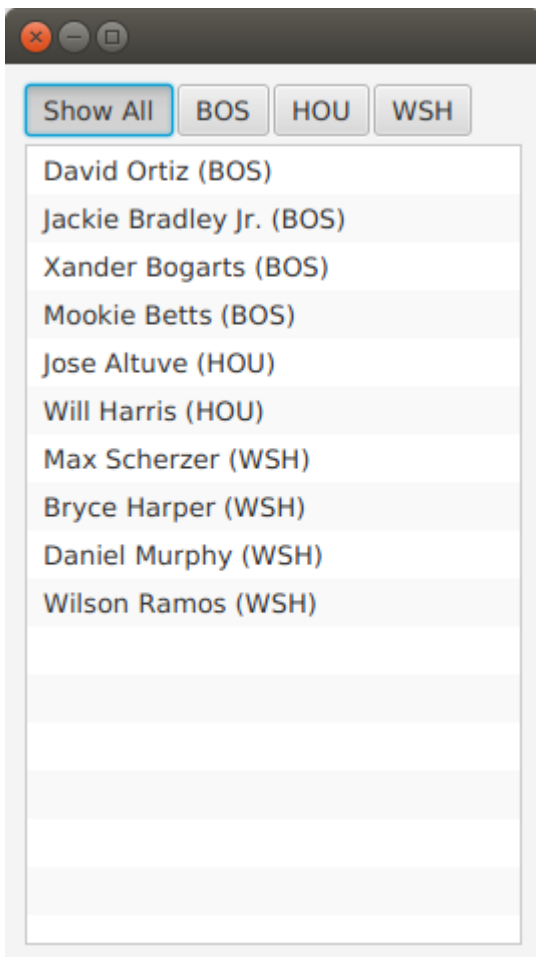 Show All BOS HOU WSH
David Ortiz (BOS)
Jackie Bradley Jr. (BOS)
Xander Bogarts (BOS)
Mookie Betts (BOS)
Jose Altuve (HOU)
Will Harris (HOU)
Max Scherzer (WSH)
Bryce Harper (WSH)
Daniel Murphy (WSH)
Wilson Ramos (WSH)